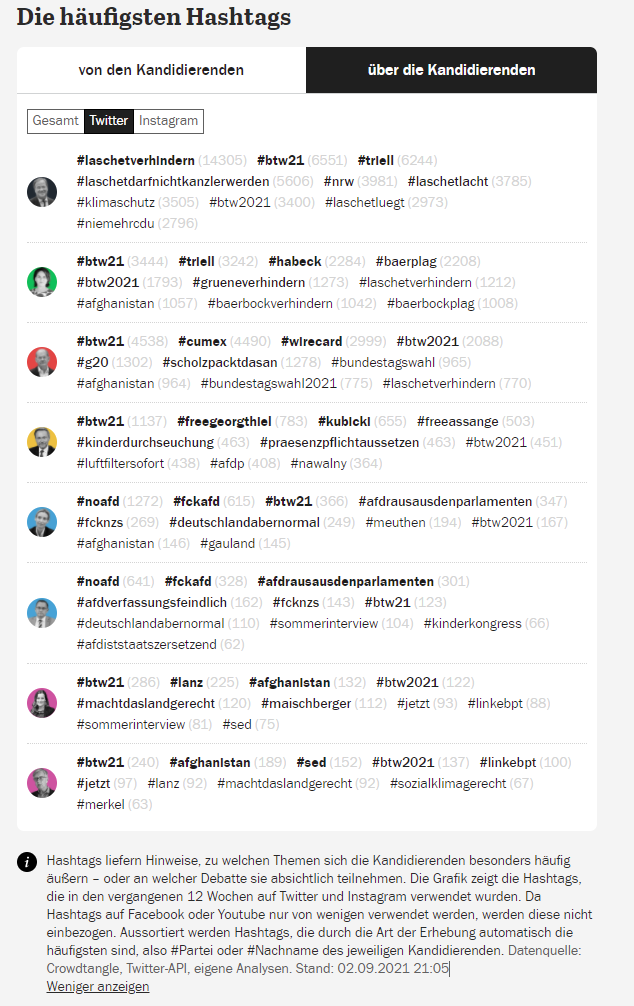 Die häufigsten Hashtags
von den Kandidierenden
über die Kandidierenden
Gesamt Twitter Instagram
#laschetverhindern (14305) #btw21 (6551) #triell (6244)
#laschetdarfnichtkanzlerwerden (5606) #nrw (3981) #laschetlacht (3785)
#klimaschutz (3505) #btw2021 (3400) #laschetluegt (2973)
#niemehrcdu (2796)
#btw21 (3444) #triell (3242) #habeck (2284) #baerplag (2208)
#btw2021 (1793) #grueneverhindern (1273) #laschetverhindern (1212)
#afghanistan (1057) #baerbockverhindern (1042) #baerbockplag (1008)
#btw21 (4538) #cumex (4490) #wirecard (2999) #btw2021 (2088)
#g20 (1302) #scholzpacktdasan (1278) #bundestagswahl (965)
#afghanistan (964) #bundestagswahl2021 (775) #laschetverhindern (770)
#btw21 (1137) #freegeorgthiel (783) #kubicki (655) #freeassange (503)
#kinderdurchseuchung (463) #praesenzpflichtaussetzen (463) #btw2021 (451)
#luftfiltersofort (438) #afdp (408) #nawalny (364)
#noafd (1272) #fckafd (615) #btw21 (366) #afdrausausdenparlamenten (347)
#fcknzs (269) #deutschlandabernormal (249) #meuthen (194) #btw2021 (167)
#afghanistan (146) #gauland (145)
#noafd (641) #fckafd (328) #afdrausausdenparlamenten (301)
#afdverfassungsfeindlich (162) #fcknzs (143) #btw21 (123)
#deutschlandabernormal (110) #sommerinterview (104) #kinderkongress (66)
#afdiststaatszersetzend (62)
#btw21 (286) #lanz (225) #afghanistan (132) #btw2021 (122)
#machtdaslandgerecht (120) #maischberger (112) #jetzt (93) #linkebpt (88)
#sommerinterview (81) #sed (75)
#btw21 (240) #afghanistan (189) #sed (152) #btw2021 (137) #linkebpt (100)
#jetzt (97) #lanz (92) #machtdaslandgerecht (92) #sozialklimagerecht (67)
#merkel (63)
i Hashtags liefern Hinweise, zu welchen Themen sich die Kandidierenden besonders häufig
äußern – oder an welcher Debatte sie absichtlich teilnehmen. Die Grafik zeigt die Hashtags,
die in den vergangenen 12 Wochen auf Twitter und Instagram verwendet wurden. Da
Hashtags auf Facebook oder Youtube nur von wenigen verwendet werden, werden diese nicht
einbezogen. Aussortiert werden Hashtags, die durch die Art der Erhebung automatisch die
häufigsten sind, also #Partei oder #Nachname des jeweiligen Kandidierenden. Datenquelle:
Crowdtangle, Twitter-API, eigene Analysen. Stand: 02.09.2021 21:05
Weniger anzeigen